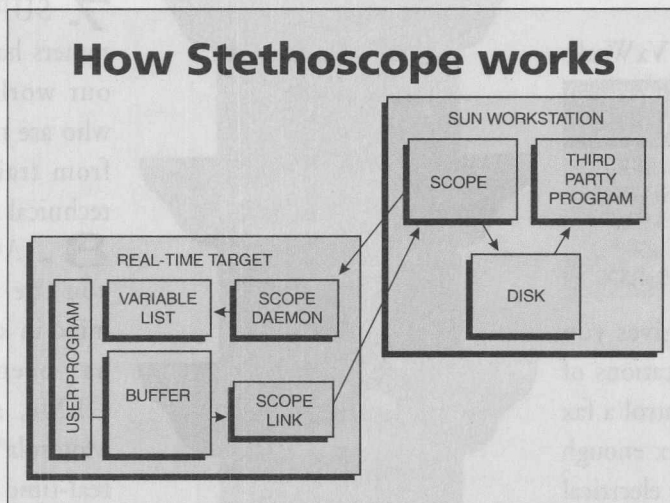 How Stethoscope works
SUN WORKSTATION
SCOPE
THIRD
PARTY
PROGRAM
DISK
REAL-TIME TARGET
USER PROGRAM
VARIABLE
LIST
SCOPE
DAEMON
BUFFER
SCOPE
LINK